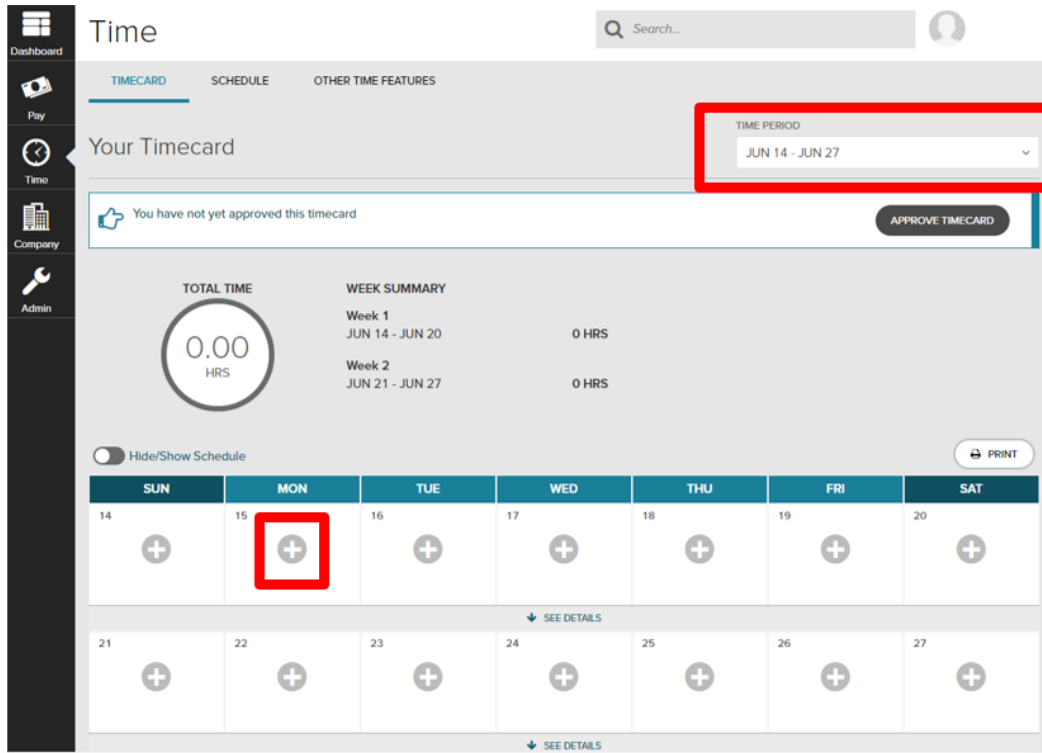 Dashboard
Pay
Time
Company
Admin
Time
Search...
TIMECARD SCHEDULE OTHER TIME FEATURES
Your Timecard
TIME PERIOD
JUN 14 - JUN 27
You have not yet approved this timecard
APPROVE TIMECARD
TOTAL TIME
0.00
HRS
WEEK SUMMARY
Week 1
JUN 14 - JUN 20 0 HRS
Week 2
JUN 21 - JUN 27 0 HRS
Hide/Show Schedule
PRINT
SUN MON TUE WED THU FRI SAT
14 15 16 17 18 19 20
SEE DETAILS
21 22 23 24 25 26 27
SEE DETAILS